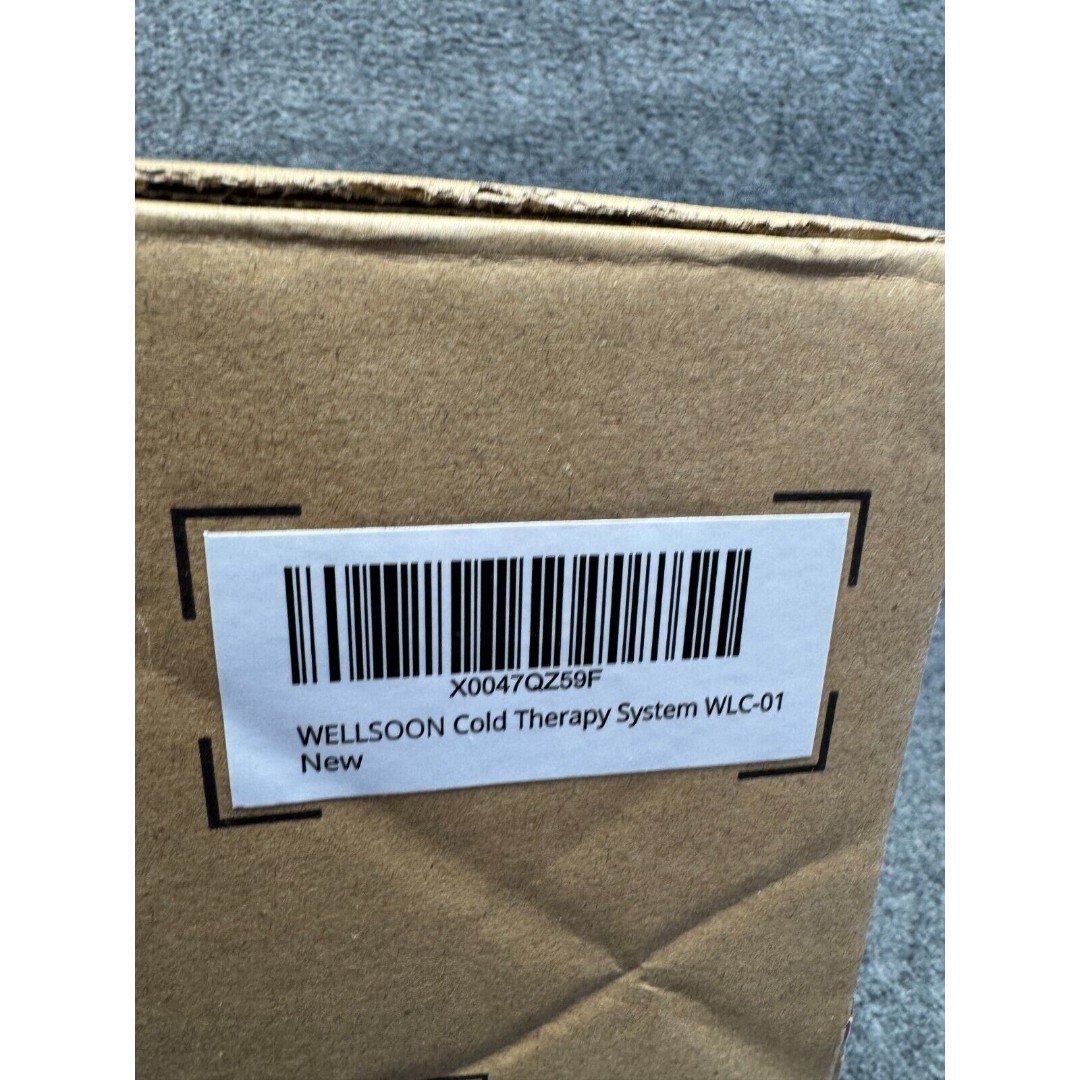 X0047QZ59F
WELLSOON Cold Therapy System WLC-01
New